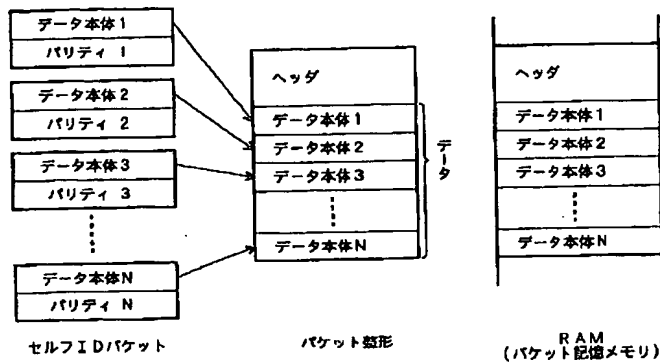 データ本体1
パリティ 1
データ本体2
パリティ 2
データ本体3
パリティ 3
データ本体N
パリティ N
セルフIDパケット
ヘッダ
データ本体1
データ本体2
データ本体3
データ本体N
データ
パケット整形
ヘッダ
データ本体1
データ本体2
データ本体3
データ本体N
RAM
(パケット記憶メモリ)